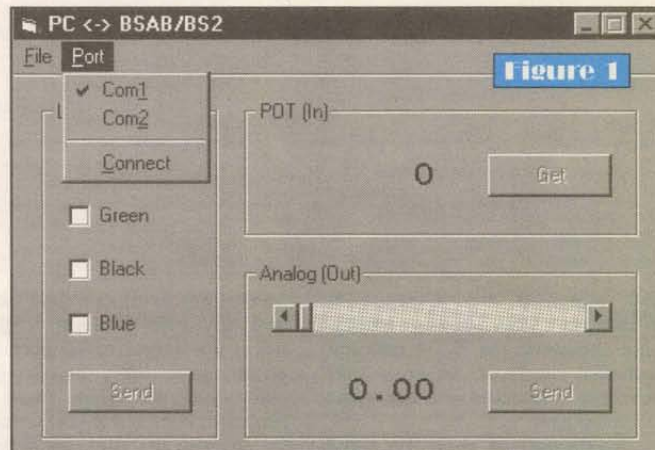 PC <-> BSAB/BS2
File Port
Figure 1
Com1
Com2
Connect
L
Green
Black
Blue
Send
POT (In)
0
Get
Analog (Out)
0.00
Send